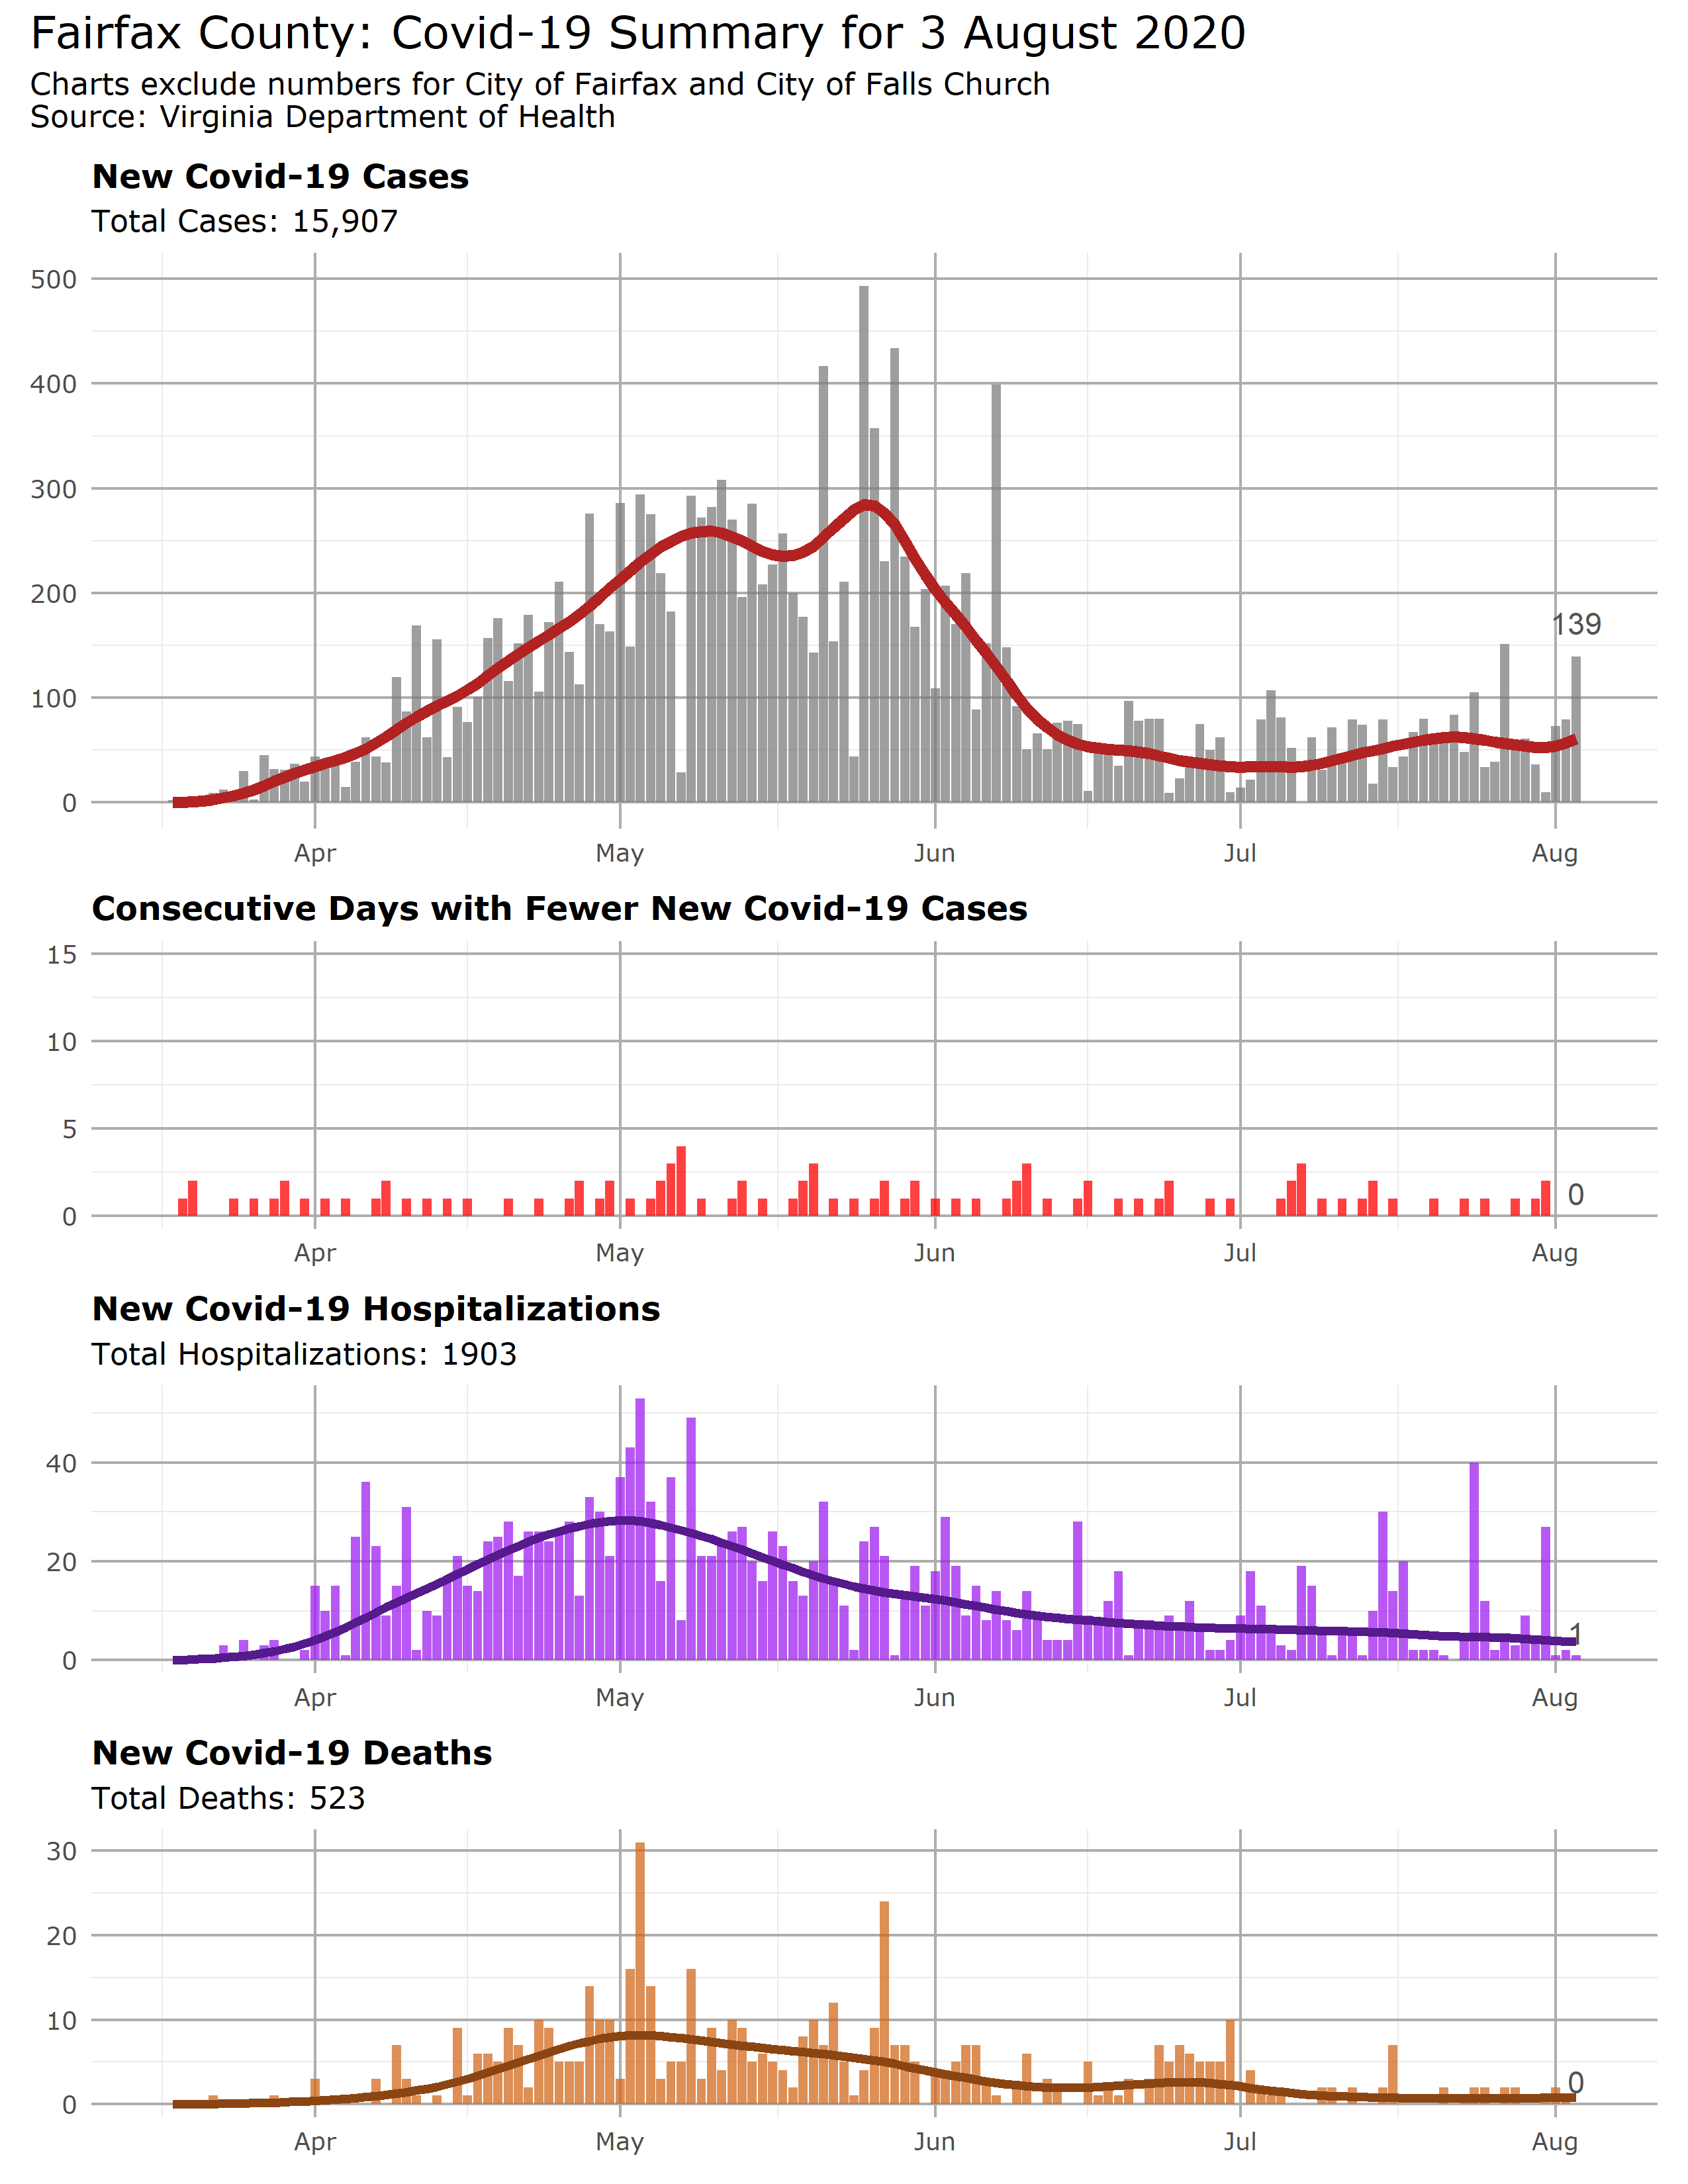 Fairfax County: Covid-19 Summary for 3 August 2020
Charts exclude numbers for City of Fairfax and City of Falls Church
Source: Virginia Department of Health
New Covid-19 Cases
Total Cases: 15,907
500
400
300
200
100
0
139
Apr May Jun Jul Aug
Consecutive Days with Fewer New Covid-19 Cases
15
10
5
0
0
Apr May Jun Jul Aug
New Covid-19 Hospitalizations
Total Hospitalizations: 1903
40
20
0
1
Apr May Jun Jul Aug
New Covid-19 Deaths
Total Deaths: 523
30
20
10
0
0
Apr May Jun Jul Aug